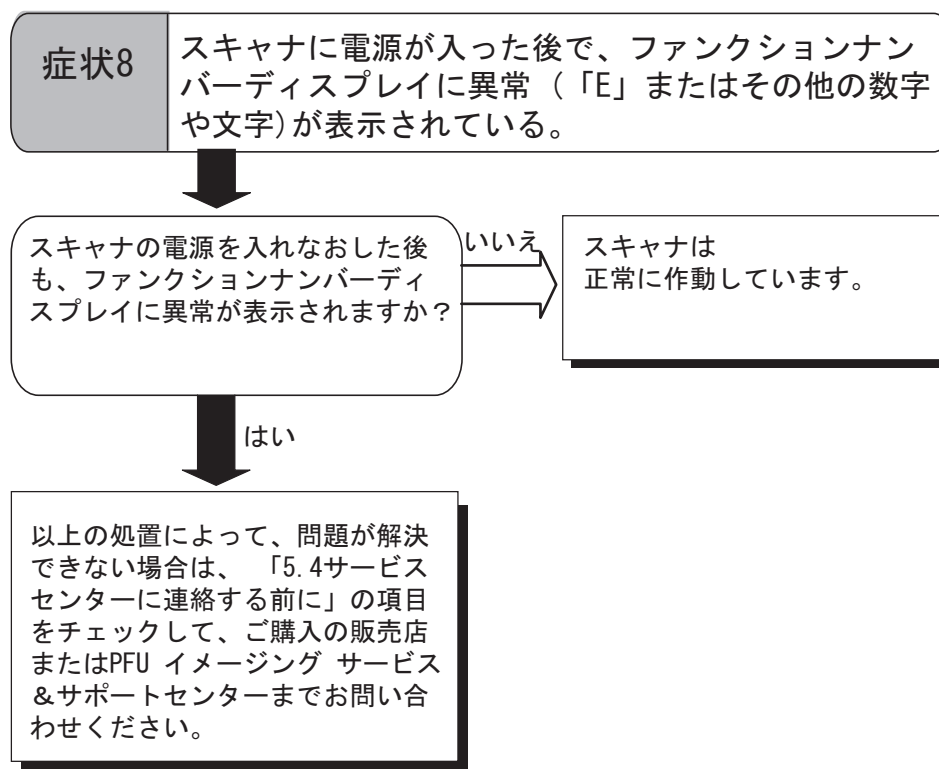 症状8
スキャナに電源が入った後で、ファンクションナン
バーディスプレイに異常（「E」またはその他の数字
や文字)が表示されている。
スキャナの電源を入れなおした後
も、ファンクションナンバーディ
スプレイに異常が表示されますか？
いいえ
スキャナは
正常に作動しています。
はい
以上の処置によって、問題が解決
できない場合は、 「5.4サービス
センターに連絡する前に」の項目
をチェックして、ご購入の販売店
またはPFU イメージング サービス
＆サポートセンターまでお問い合
わせください。